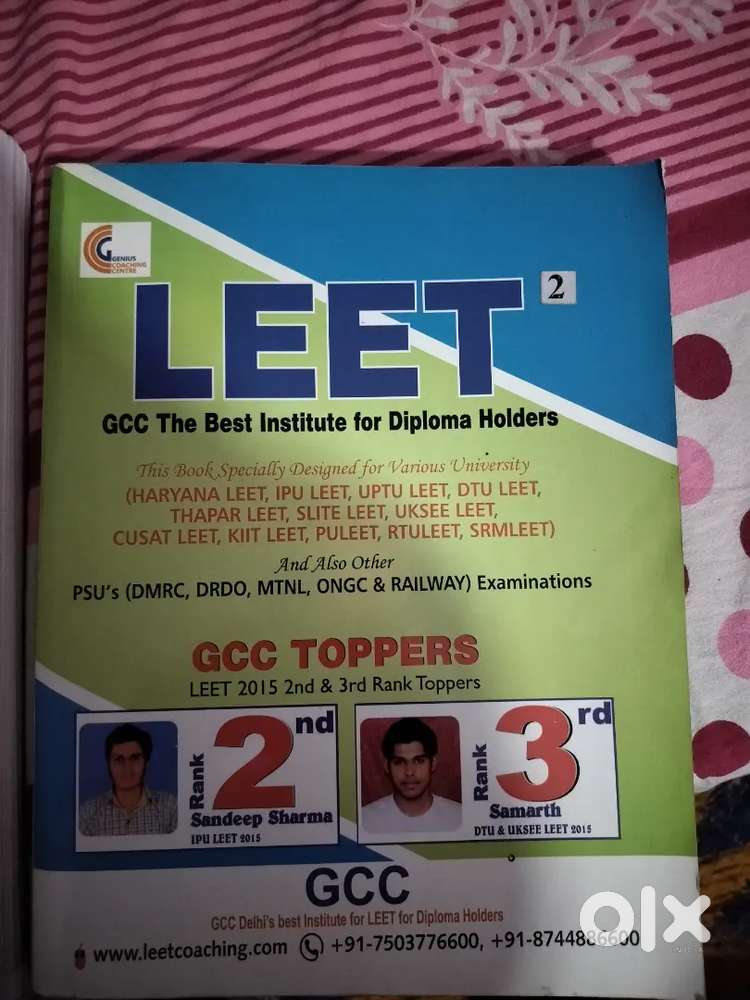 GENIUS
COACHING
CENTRE
LEET
2
GCC The Best Institute for Diploma Holders
This Book Specially Designed for Various University
(HARYANA LEET, IPU LEET, UPTU LEET, DTU LEET,
THAPAR LEET, SLITE LEET, UKSEE LEET,
CUSAT LEET, KIIT LEET, PULEET, RTULEET, SRMLEET)
And Also Other
PSU's (DMRC, DRDO, MTNL, ONGC & RAILWAY) Examinations
GCC TOPPERS
LEET 2015 2nd & 3rd Rank Toppers
Rank 2nd
Sandeep Sharma
IPU LEET 2015
Rank 3rd
Samarth
DTU & UKSEE LEET 2015
GCC
GCC Delhi's best Institute for LEET for Diploma Holders
www.leetcoaching.com +91-7503776600, +91-8744886600
olx